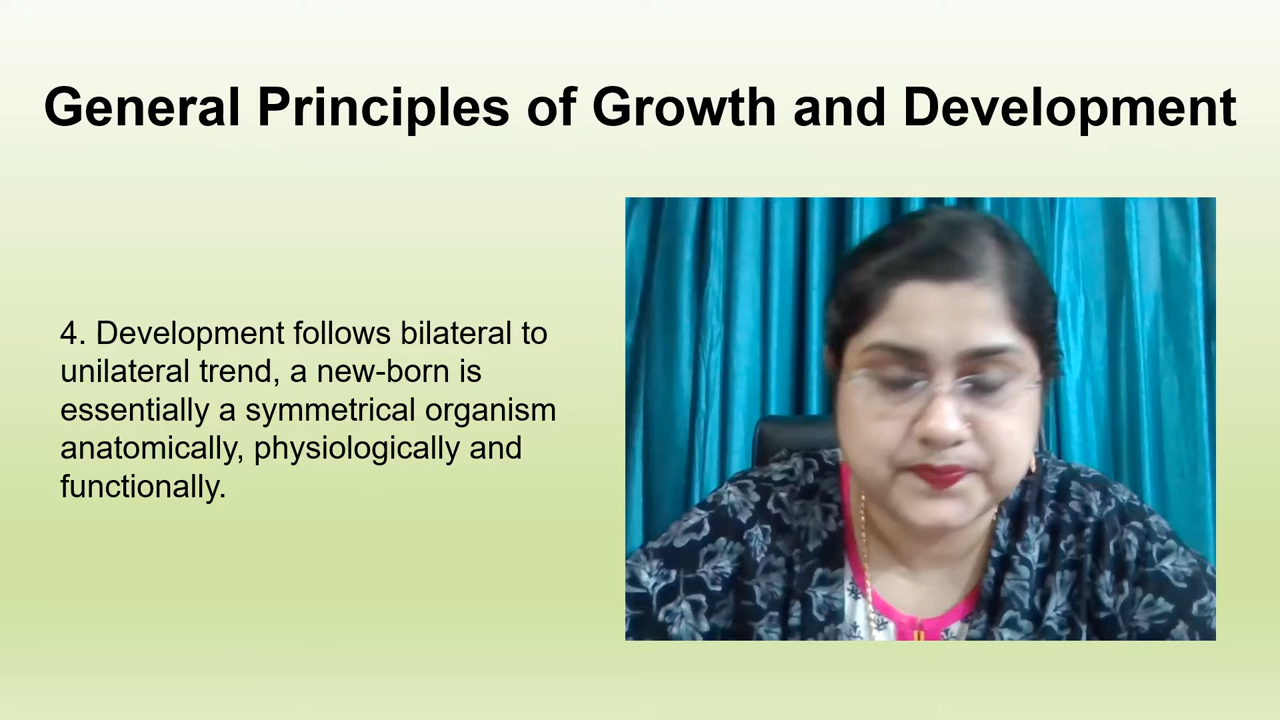 General Principles of Growth and Development
4. Development follows bilateral to
unilateral trend, a new-born is
essentially a symmetrical organism
anatomically, physiologically and
functionally.